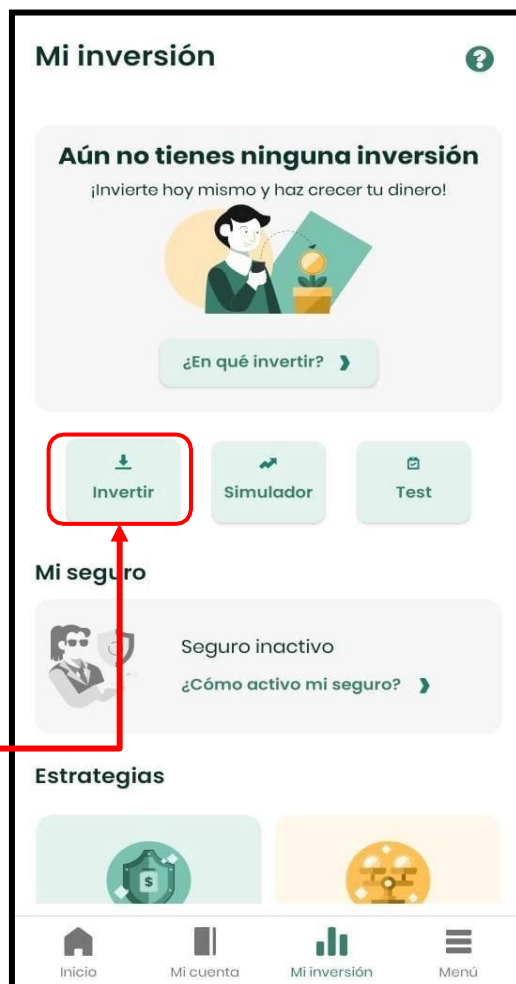 Mi inversión
?
Aún no tienes ninguna inversión
¡Invierte hoy mismo y haz crecer tu dinero!
¿En qué invertir?
Invertir
Simulador
Test
Mi seguro
Seguro inactivo
¿Cómo activo mi seguro?
Estrategias
$
Inicio
Mi cuenta
Mi inversión
Menú